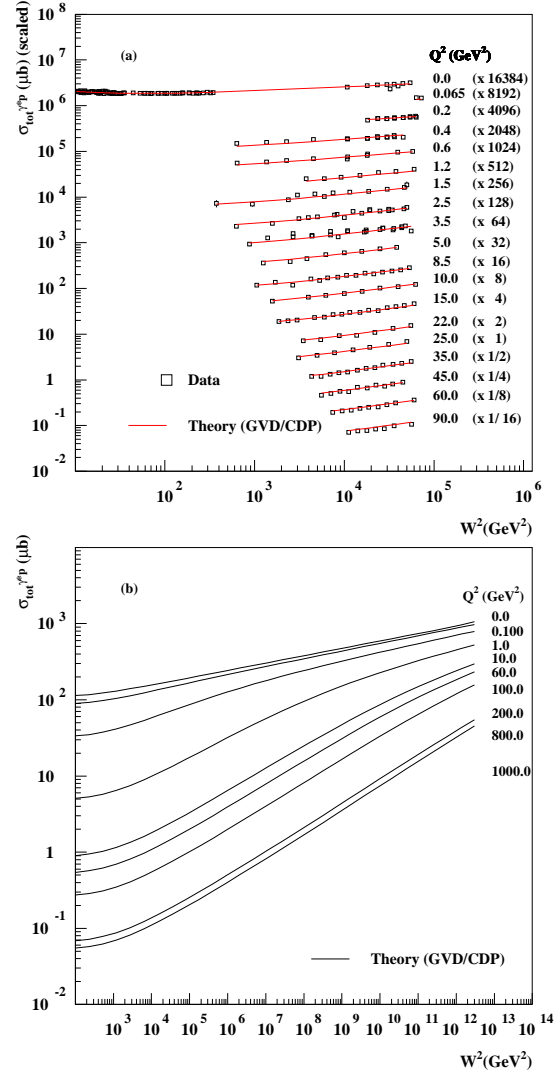 (a)
Q² (GeV²)
0.0 (x 16384)
0.065 (x 8192)
0.2 (x 4096)
0.4 (x 2048)
0.6 (x 1024)
1.2 (x 512)
1.5 (x 256)
2.5 (x 128)
3.5 (x 64)
5.0 (x 32)
8.5 (x 16)
10.0 (x 8)
15.0 (x 4)
22.0 (x 2)
25.0 (x 1)
35.0 (x 1/2)
45.0 (x 1/4)
60.0 (x 1/8)
90.0 (x 1/ 16)
Data
Theory (GVD/CDP)
σ_tot^γ*p (μb) (scaled)
10⁸
10⁷
10⁶
10⁵
10⁴
10³
10²
10
1
10⁻¹
10⁻²
10² 10³ 10⁴ 10⁵ 10⁶
W²(GeV²)
(b)
Q² (GeV²)
0.0
0.100
1.0
10.0
60.0
100.0
200.0
800.0
1000.0
Theory (GVD/CDP)
σ_tot^γ*p (μb)
10³
10²
10
1
10⁻¹
10⁻²
10³ 10⁴ 10⁵ 10⁶ 10⁷ 10⁸ 10⁹ 10¹⁰ 10¹¹ 10¹² 10¹³ 10¹⁴
W²(GeV²)